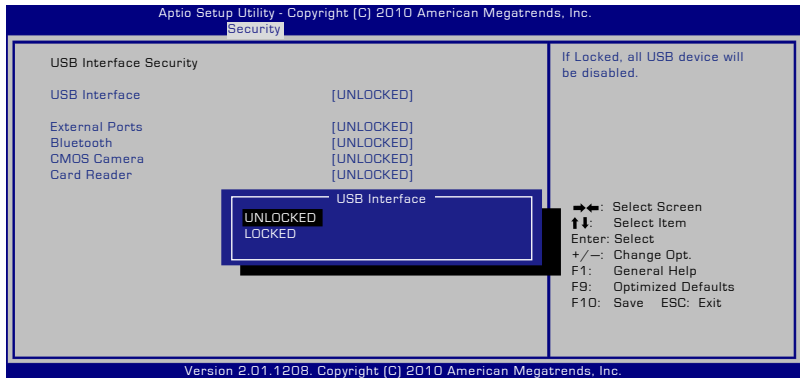 Aptio Setup Utility - Copyright (C) 2010 American Megatrends, Inc.
Security
USB Interface Security
USB Interface [UNLOCKED]
External Ports [UNLOCKED]
Bluetooth [UNLOCKED]
CMOS Camera [UNLOCKED]
Card Reader [UNLOCKED]
USB Interface
UNLOCKED
LOCKED
If Locked, all USB device will
be disabled.
→←: Select Screen
↑↓: Select Item
Enter: Select
+/—: Change Opt.
F1: General Help
F9: Optimized Defaults
F10: Save ESC: Exit
Version 2.01.1208. Copyright (C) 2010 American Megatrends, Inc.